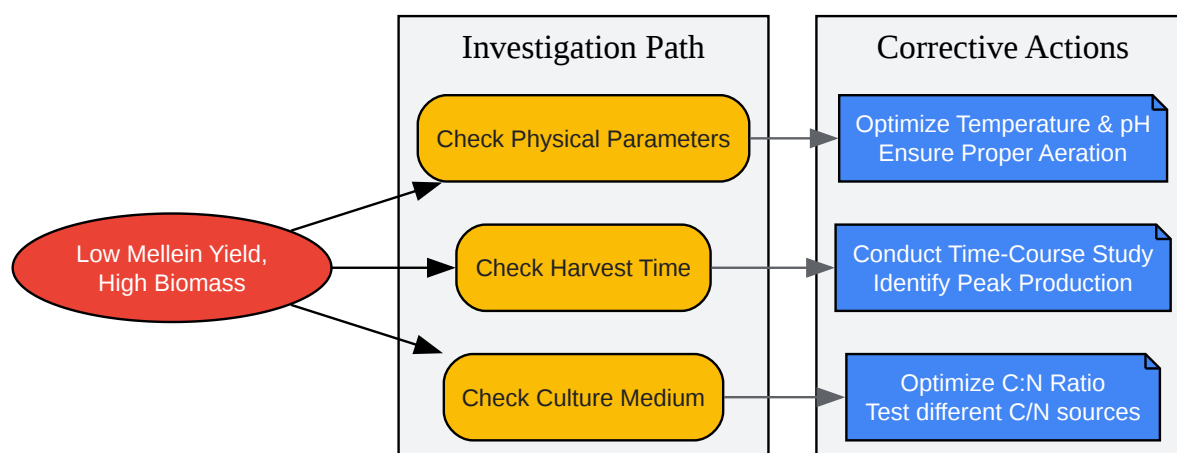 Investigation Path
Corrective Actions
Low Mellein Yield,
High Biomass
Check Physical Parameters
Optimize Temperature & pH
Ensure Proper Aeration
Check Harvest Time
Conduct Time-Course Study
Identify Peak Production
Check Culture Medium
Optimize C:N Ratio
Test different C/N sources